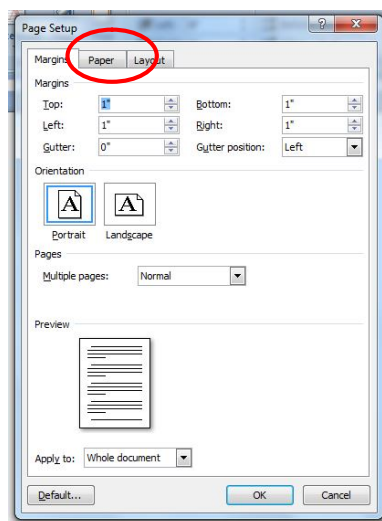 Page Setup
Margins Paper Layout
Margins
Top: 1" Bottom: 1"
Left: 1" Right: 1"
Gutter: 0" Gutter position: Left
Orientation
A A
Portrait Landscape
Pages
Multiple pages: Normal
Preview
Apply to: Whole document
Default... OK Cancel